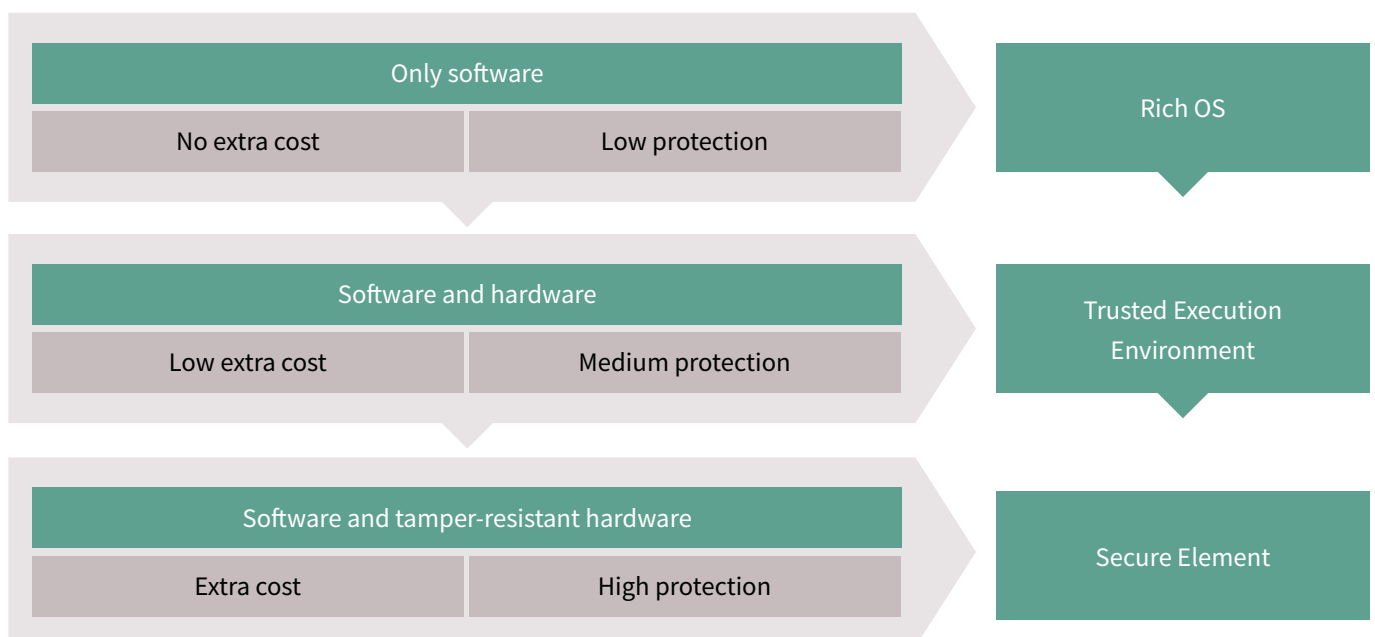 Only software
No extra cost
Low protection
Rich OS
Software and hardware
Low extra cost
Medium protection
Trusted Execution
Environment
Software and tamper-resistant hardware
Extra cost
High protection
Secure Element